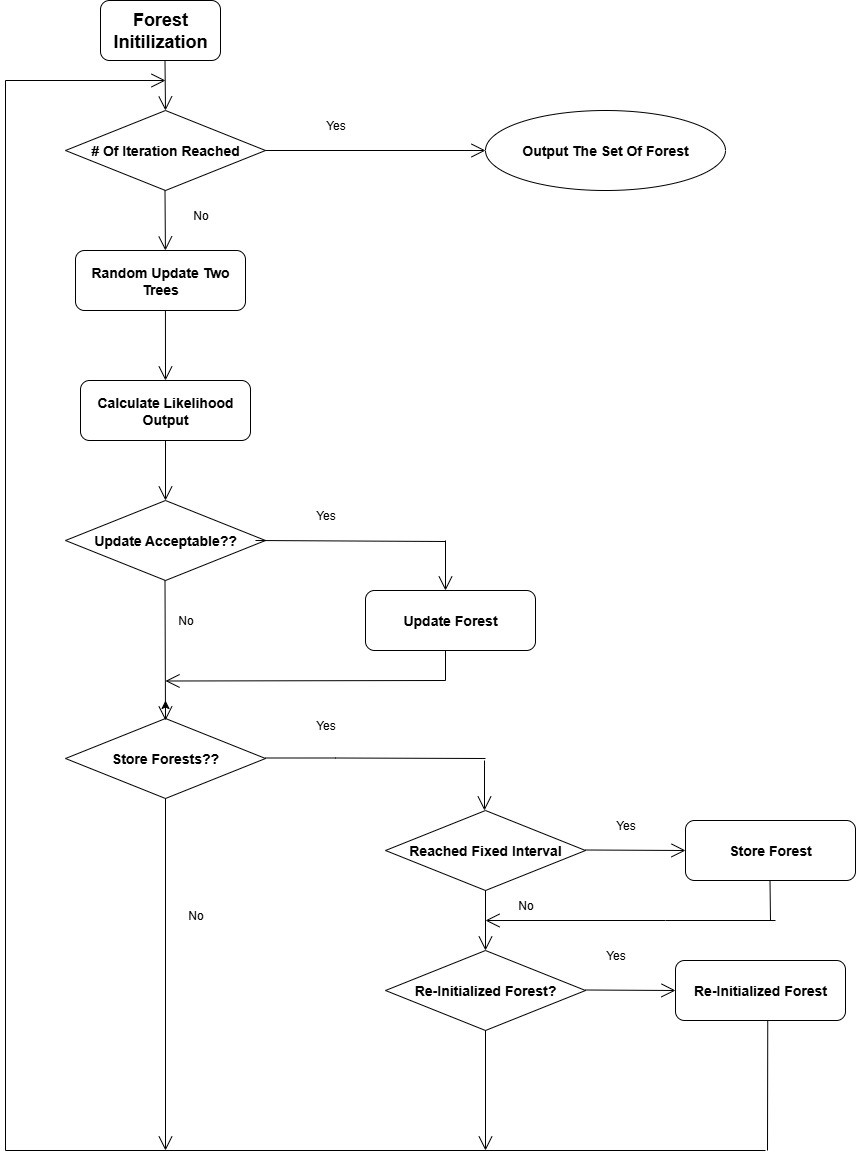 Forest
Initilization
Yes
# Of Iteration Reached
Output The Set Of Forest
No
Random Update Two
Trees
Calculate Likelihood
Output
Yes
Update Acceptable??
No
Update Forest
Yes
Store Forests??
Yes
Reached Fixed Interval
Store Forest
No
No
Yes
Re-Initialized Forest?
Re-Initialized Forest